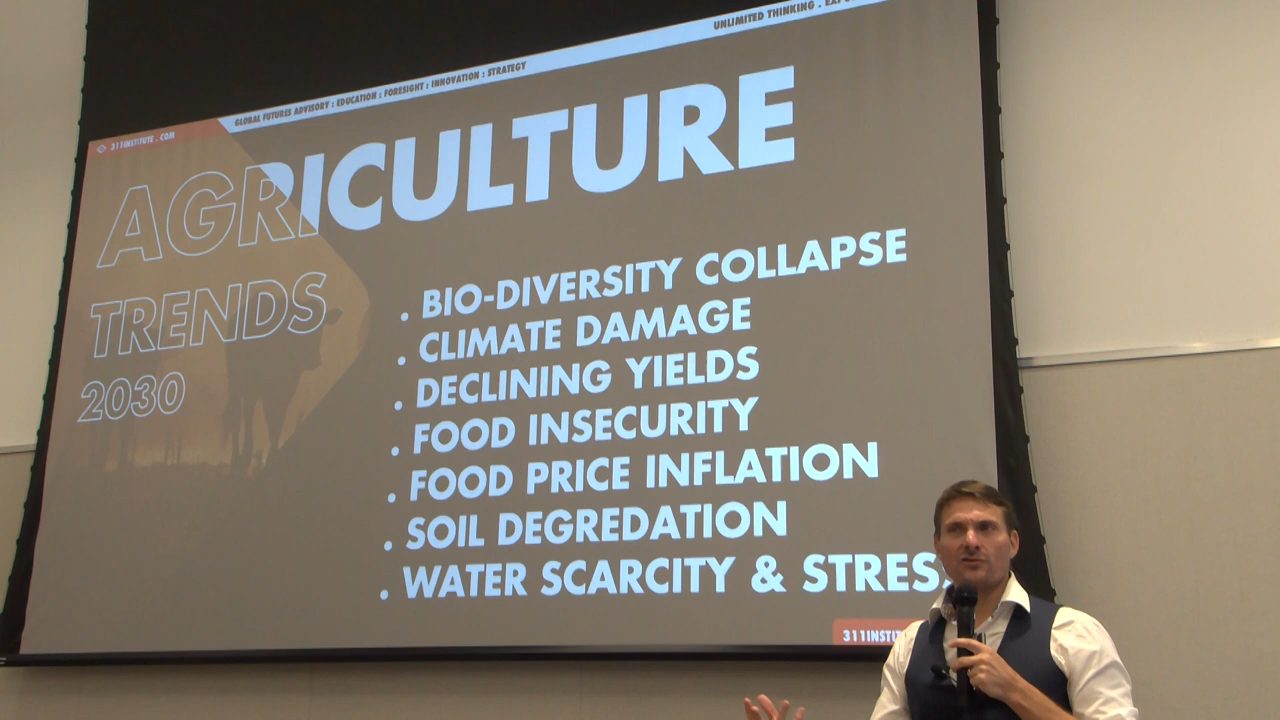 UNLIMITED THINKING .
GLOBAL FUTURES ADVISORY : EDUCATION : FORESIGHT : INNOVATION : STRATEGY
311INSTITUTE . COM
AGRICULTURE
TRENDS
2030
. BIO-DIVERSITY COLLAPSE
. CLIMATE DAMAGE
. DECLINING YIELDS
. FOOD INSECURITY
. FOOD PRICE INFLATION
. SOIL DEGREDATION
. WATER SCARCITY & STRES
311INSTI